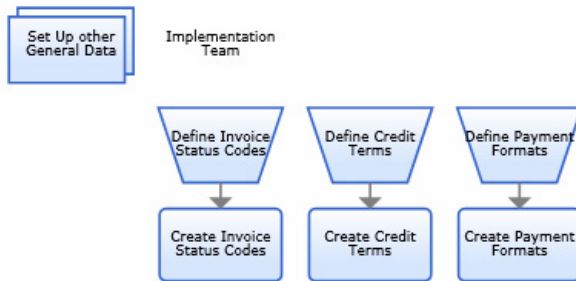 Set Up other
General Data
Implementation
Team
Define Invoice
Status Codes
Define Credit
Terms
Define Payment
Formats
Create Invoice
Status Codes
Create Credit
Terms
Create Payment
Formats